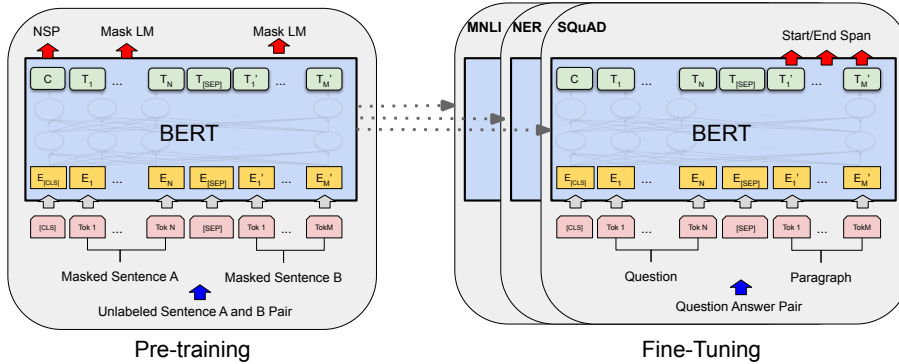 NSP Mask LM Mask LM
C T1 ... TN T[SEP] T1' ... TM'
BERT
E[CLS] E1 ... EN E[SEP] E1' ... EM'
[CLS] Tok 1 ... Tok N [SEP] Tok 1 ... TokM
Masked Sentence A Masked Sentence B
Unlabeled Sentence A and B Pair
Pre-training
MNLI NER SQuAD
Start/End Span
C T1 ... TN T[SEP] T1' ... TM'
BERT
E[CLS] E1 ... EN E[SEP] E1' ... EM'
[CLS] Tok 1 ... Tok N [SEP] Tok 1 ... TokM
Question Paragraph
Question Answer Pair
Fine-Tuning